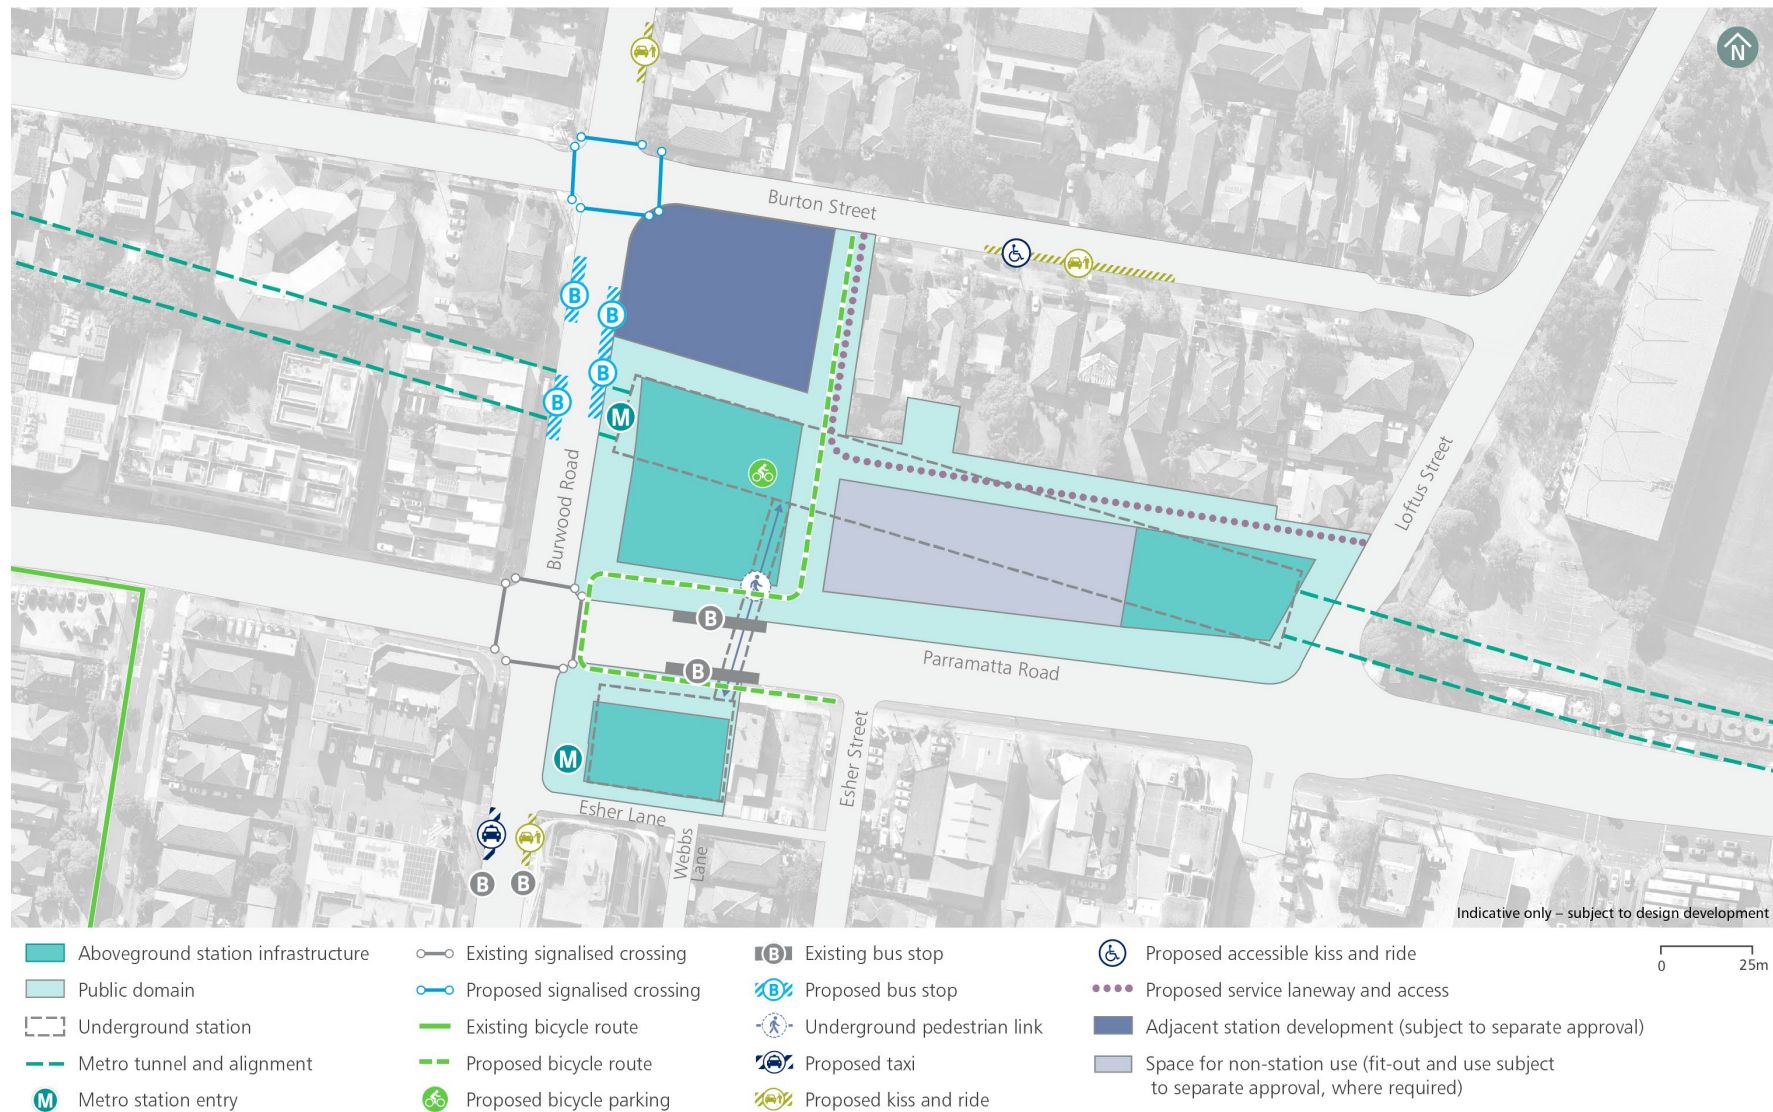 N
Burton Street
B
B
B
B
M
Burwood Road
Loftus Street
B
B
Parramatta Road
M
Esher Street
Esher Lane
Webbs
Lane
B
B
CONCO
Indicative only – subject to design development
Aboveground station infrastructure
Public domain
Underground station
Metro tunnel and alignment
M Metro station entry
Existing signalised crossing
Proposed signalised crossing
Existing bicycle route
Proposed bicycle route
Proposed bicycle parking
B Existing bus stop
B Proposed bus stop
Underground pedestrian link
Proposed taxi
Proposed kiss and ride
Proposed accessible kiss and ride
Proposed service laneway and access
Adjacent station development (subject to separate approval)
Space for non-station use (fit-out and use subject
to separate approval, where required)
0 25m